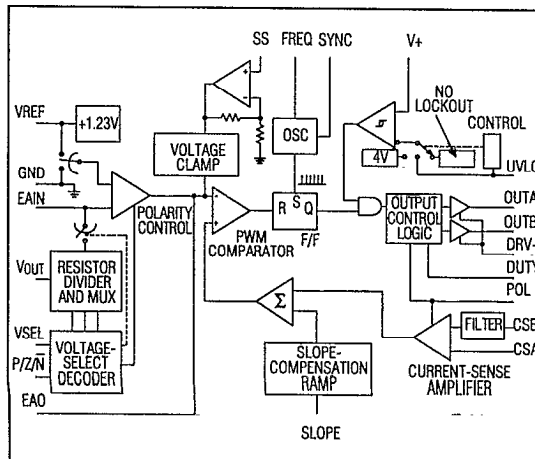 SS FREQ SYNC V+
VREF
+1.23V
NO
LOCKOUT
CONTROL
OSC
VOLTAGE
CLAMP
4V
UVLO
GND
EAIN
POLARITY
CONTROL
R S Q
F/F
PWM
COMPARATOR
OUTPUT
CONTROL
LOGIC
OUTA
OUTB
DRV-
DUTY
POL
VOUT
RESISTOR
DIVIDER
AND MUX
Σ
FILTER
CSB
CSA
VSEL
P/Z/N
VOLTAGE-
SELECT
DECODER
SLOPE-
COMPENSATION
RAMP
CURRENT-SENSE
AMPLIFIER
EAO
SLOPE